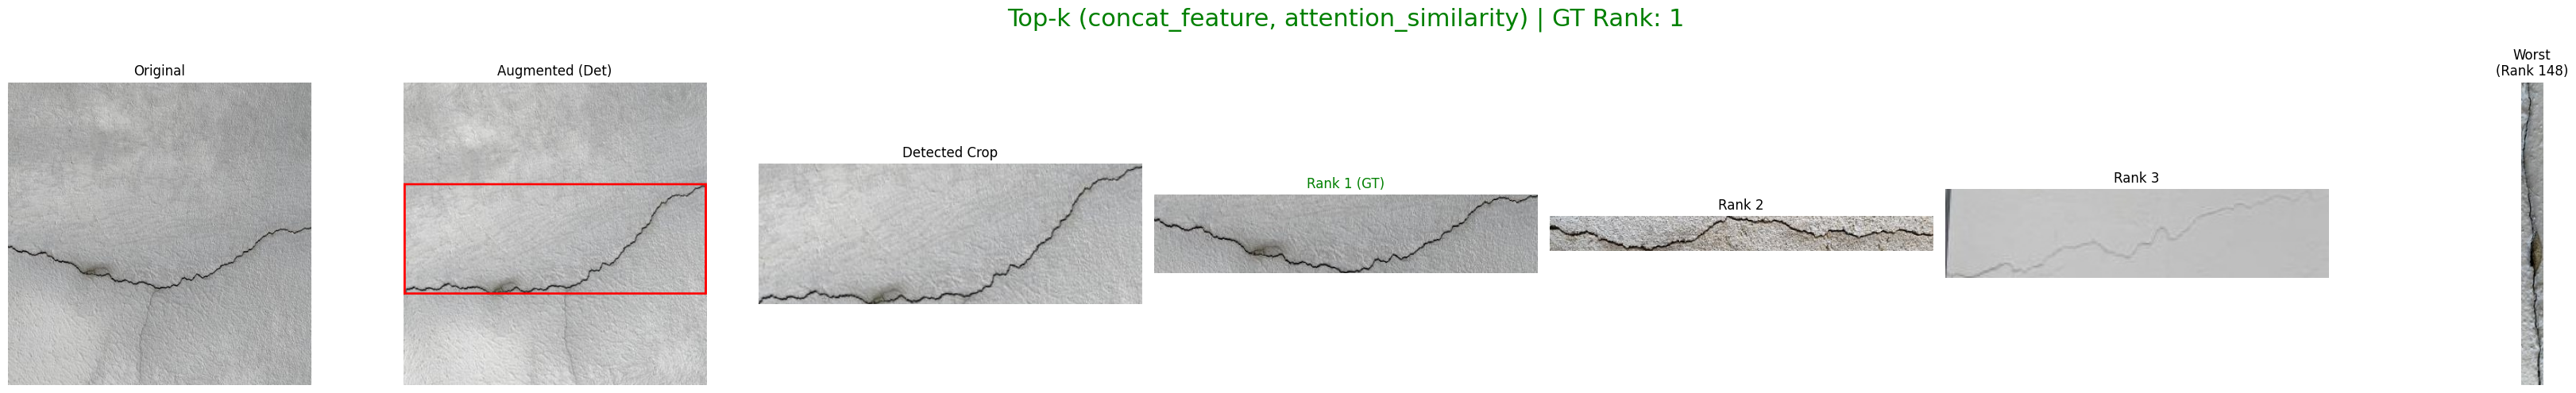 Top-k (concat_feature, attention_similarity) | GT Rank: 1
Original
Augmented (Det)
Detected Crop
Rank 1 (GT)
Rank 2
Rank 3
Worst
(Rank 148)